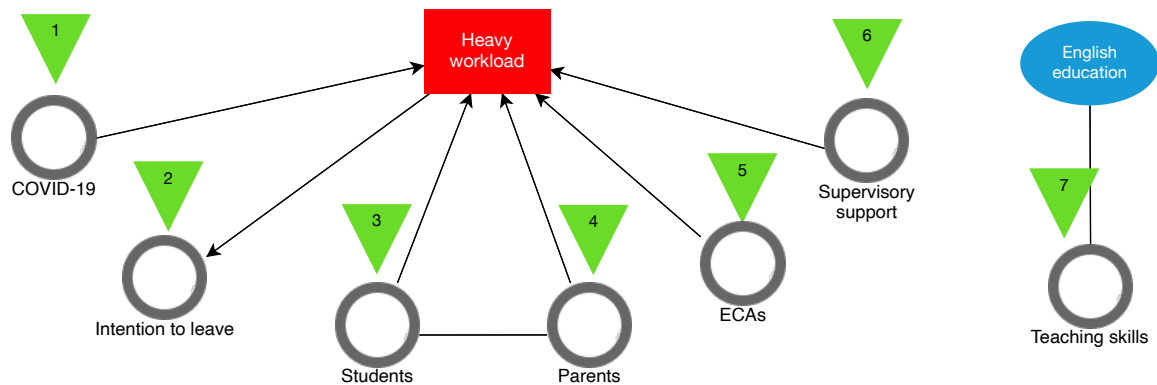 1
Heavy
workload
6
English
education
COVID-19
2
Intention to leave
3
Students
4
Parents
5
ECAs
Supervisory
support
7
Teaching skills